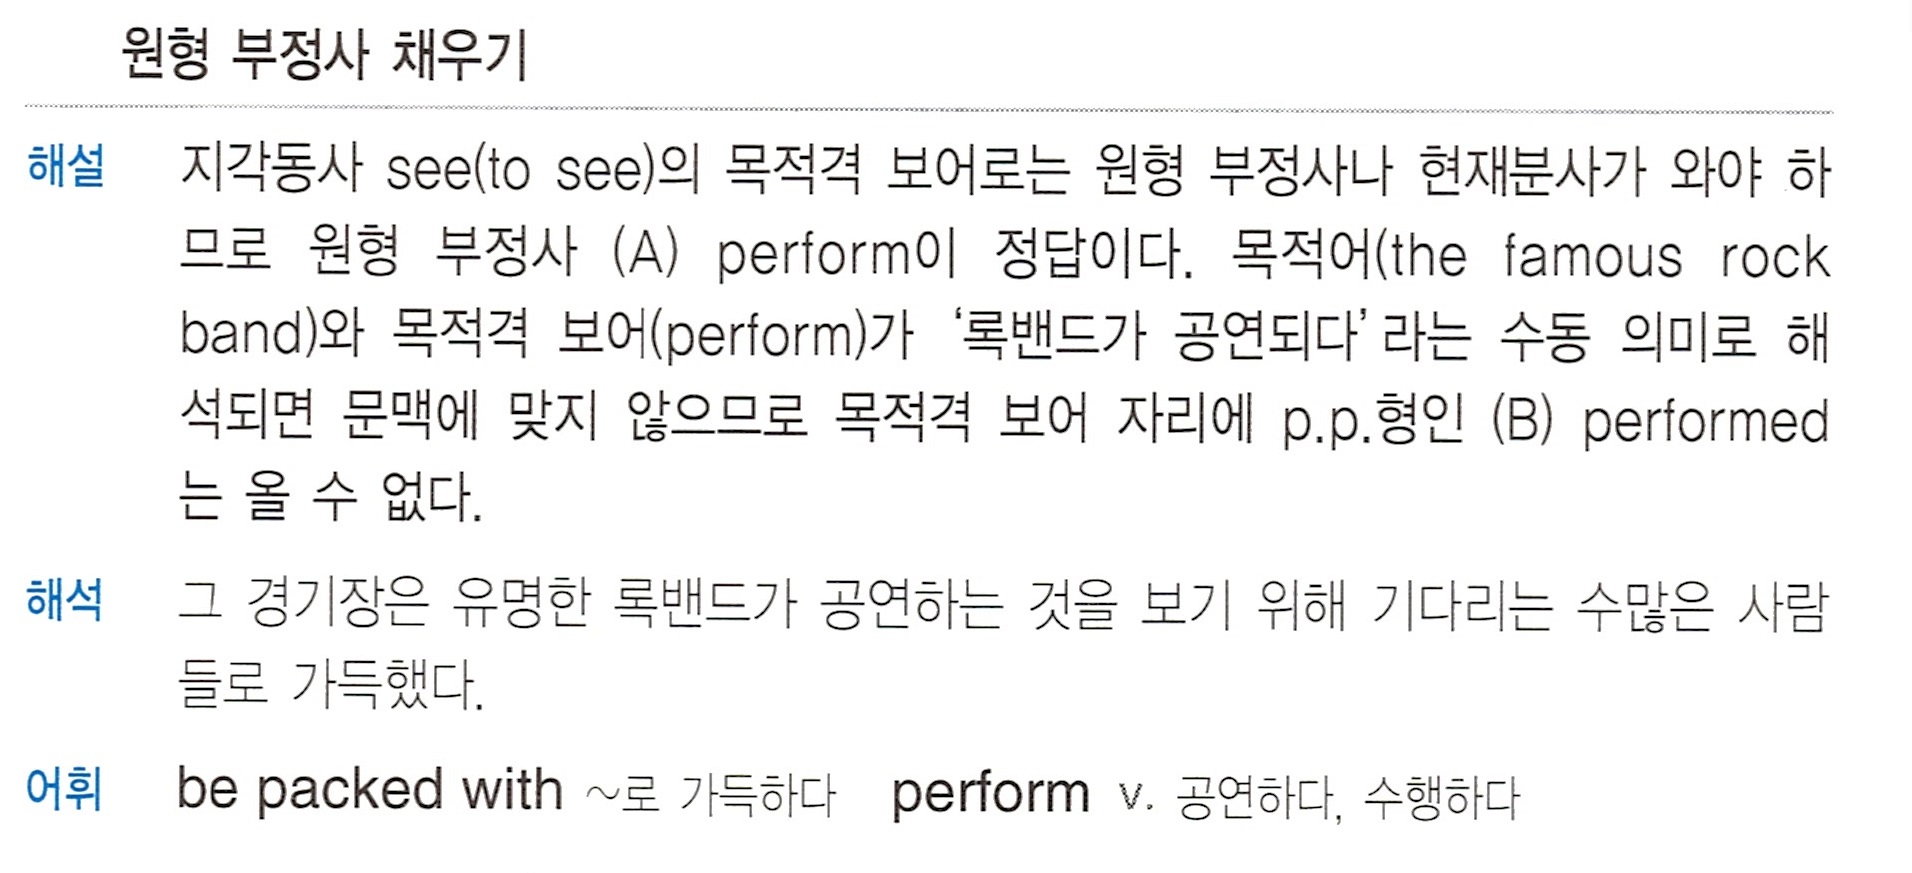 원형 부정사 채우기
해설 지각동사 see(to see)의 목적격 보어로는 원형 부정사나 현재분사가 와야 하
므로 원형 부정사 (A) perform이 정답이다. 목적어(the famous rock
band)와 목적격 보어(perform)가 ‘록밴드가 공연되다’라는 수동 의미로 해
석되면 문맥에 맞지 않으므로 목적격 보어 자리에 p.p.형인 (B) performed
는 올 수 없다.
해석 그 경기장은 유명한 록밴드가 공연하는 것을 보기 위해 기다리는 수많은 사람
들로 가득했다.
어휘 be packed with ~로 가득하다 perform v. 공연하다, 수행하다